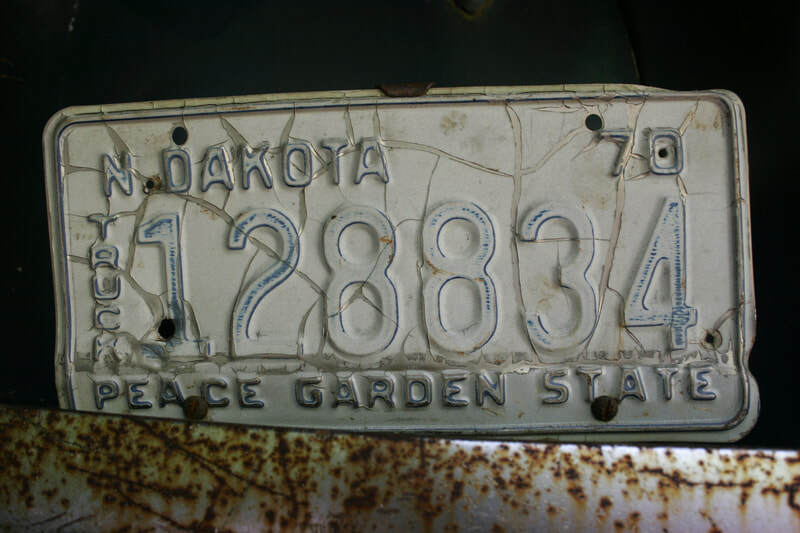 N DAKOTA 70
TRUCK
128834
PEACE GARDEN STATE